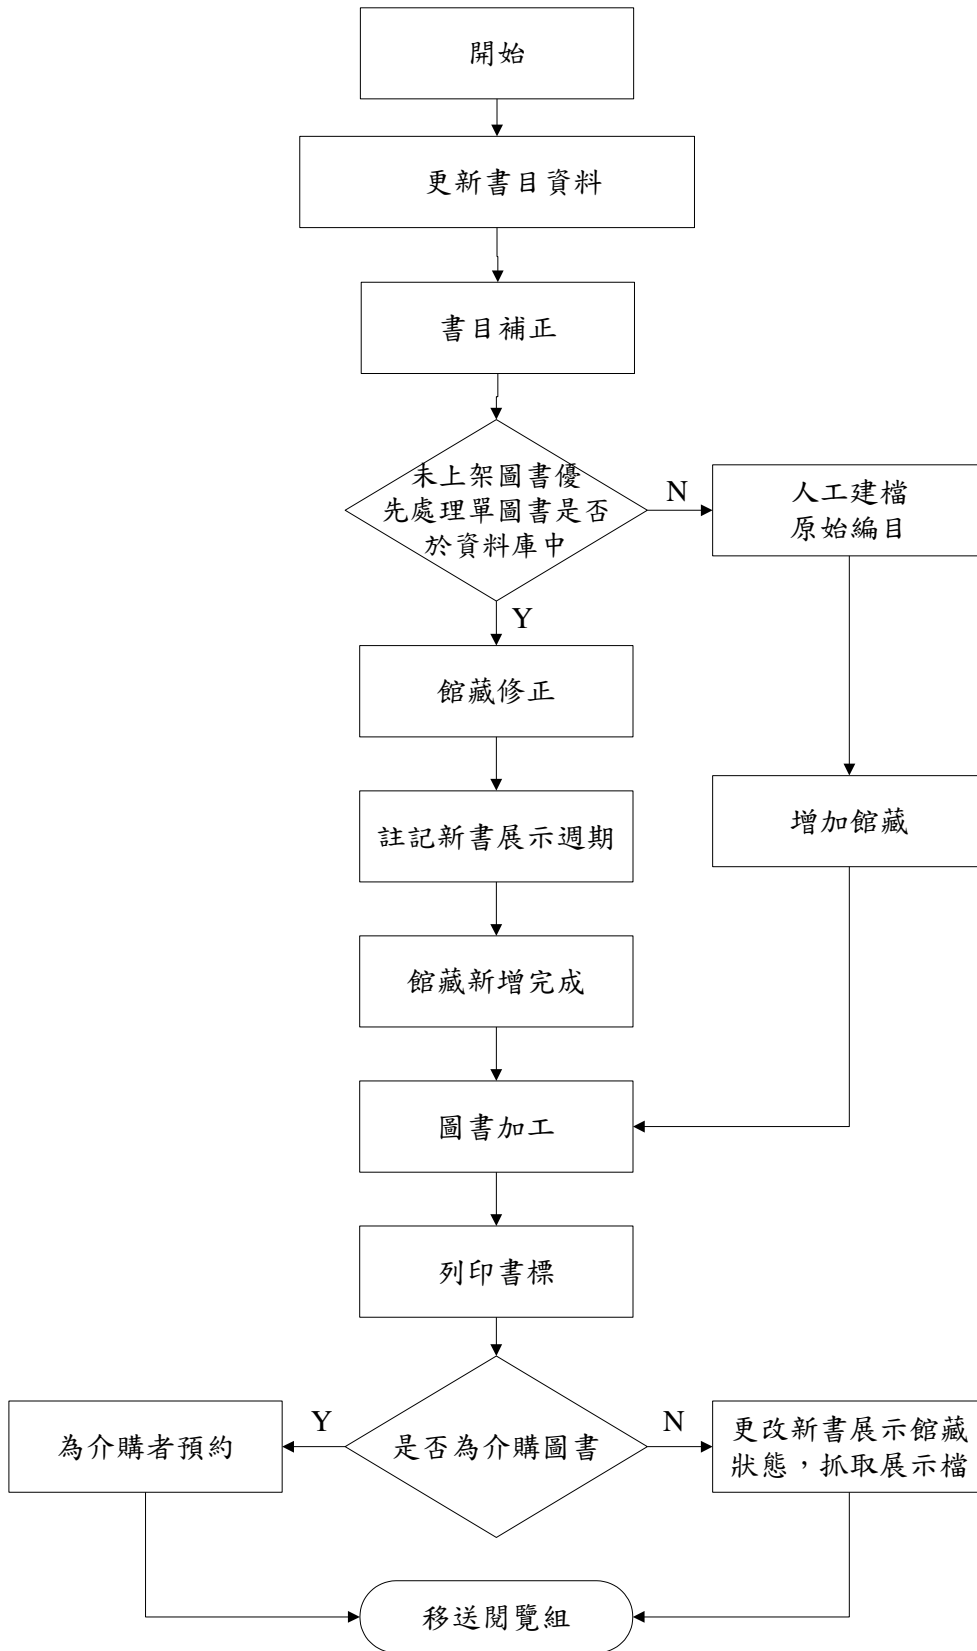 開始
更新書目資料
書目補正
未上架圖書優
先處理單圖書是否
於資料庫中
N
人工建檔
原始編目
Y
館藏修正
註記新書展示週期
增加館藏
館藏新增完成
圖書加工
列印書標
為介購者預約
Y
是否為介購圖書
N
更改新書展示館藏
狀態，抓取展示檔
移送閱覽組